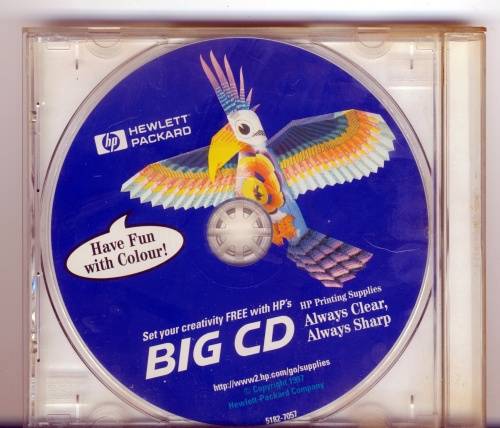 hp
HEWLETT
PACKARD
Have Fun
with Colour!
Set your creativity FREE with HP's
BIG CD
HP Printing Supplies
Always Clear,
Always Sharp
http://www2.hp.com/go/supplies
© Copyright 1997
Hewlett-Packard Company
5182-7057